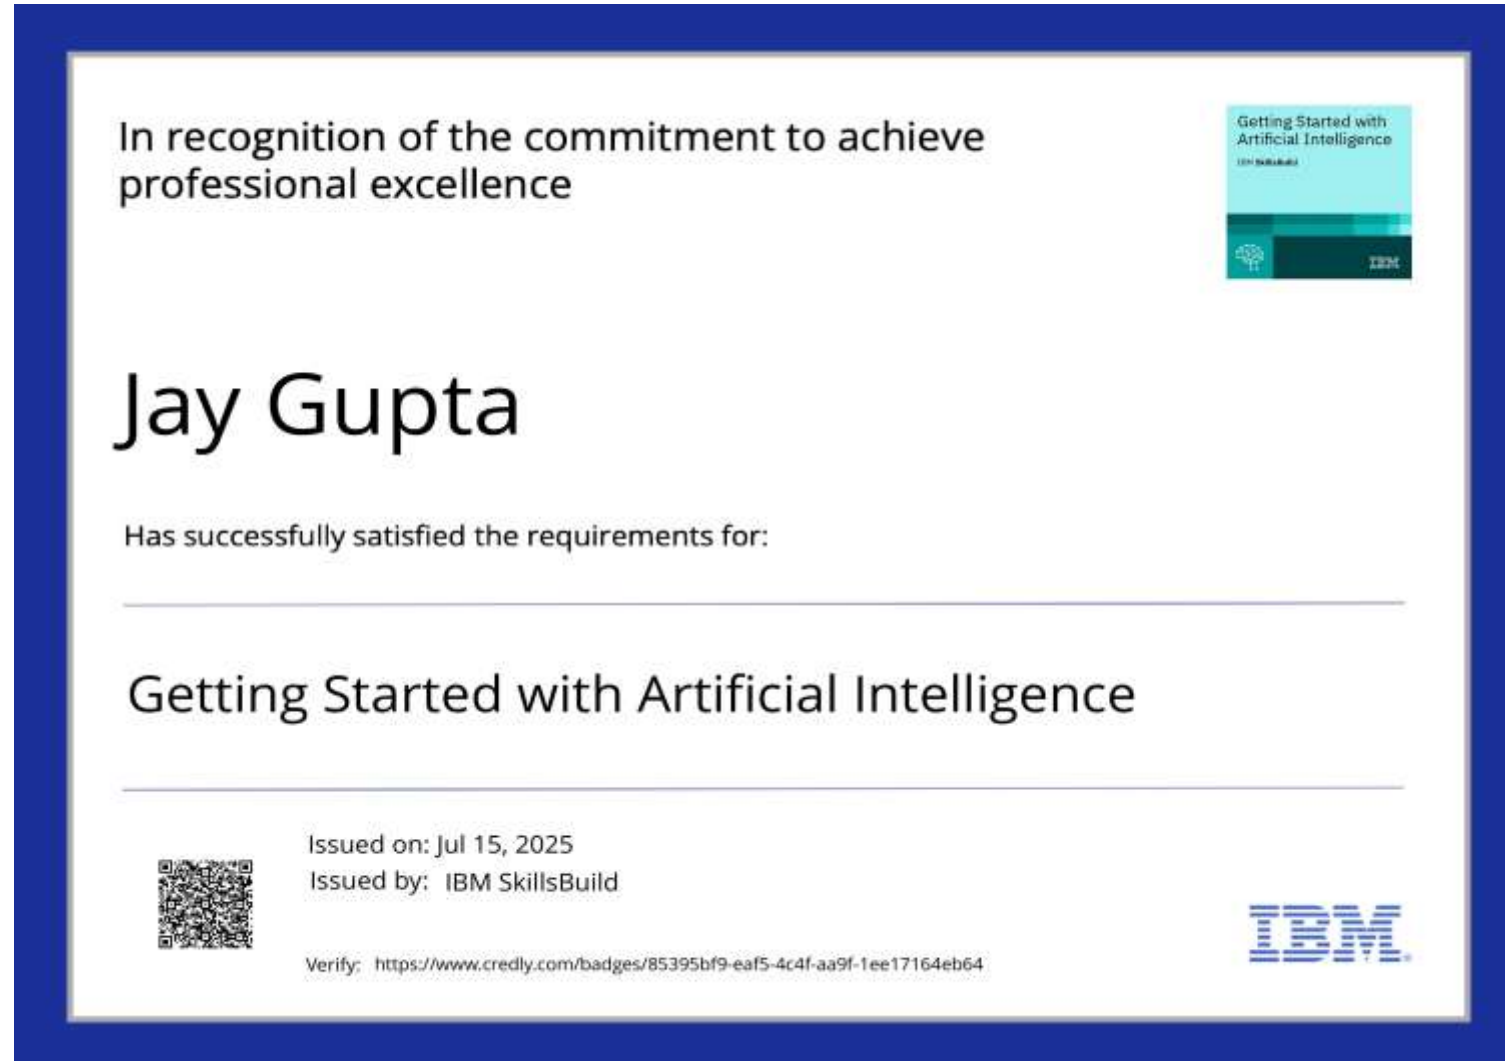 In recognition of the commitment to achieve
professional excellence
Getting Started with
Artificial Intelligence
IBM SkillsBuild
IBM
Jay Gupta
Has successfully satisfied the requirements for:
Getting Started with Artificial Intelligence
Issued on: Jul 15, 2025
Issued by: IBM SkillsBuild
Verify: https://www.credly.com/badges/85395bf9-eaf5-4c4f-aa9f-1ee17164eb64
IBM